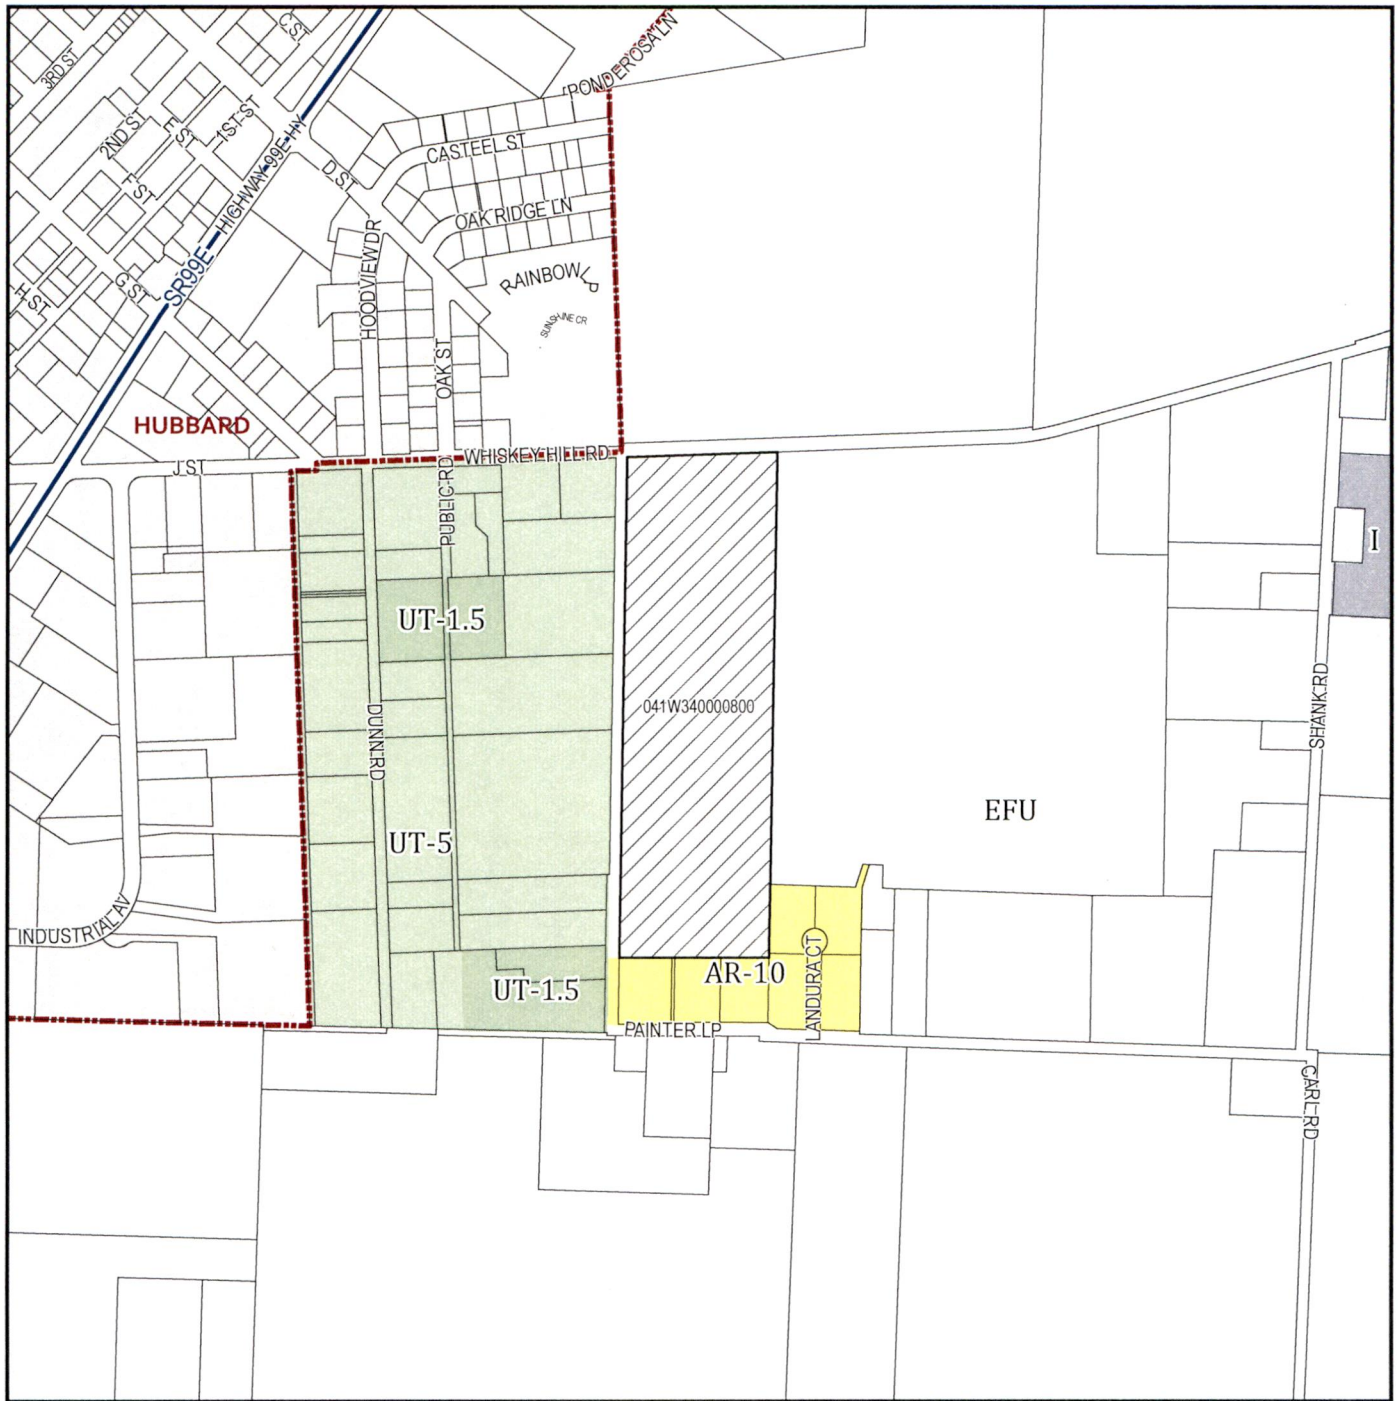 C ST
3RD ST
PONDEROSA LN
1ST ST
2ND ST
E ST
HIGHWAY 99E HY
CASTEEL ST
D ST
F ST
OAK RIDGE LN
HOODVIEW DR
SR99E
RAINBOW LP
G ST
H ST
SUNSHINE CR
OAK ST
HUBBARD
WHISKEY HILL RD
J ST
PUBLIC RD
I
UT-1.5
SHANK RD
041W340000800
DUNN RD
EFU
UT-5
INDUSTRIAL AV
LANDURA CT
AR-10
UT-1.5
PAINTER LP
CARL RD